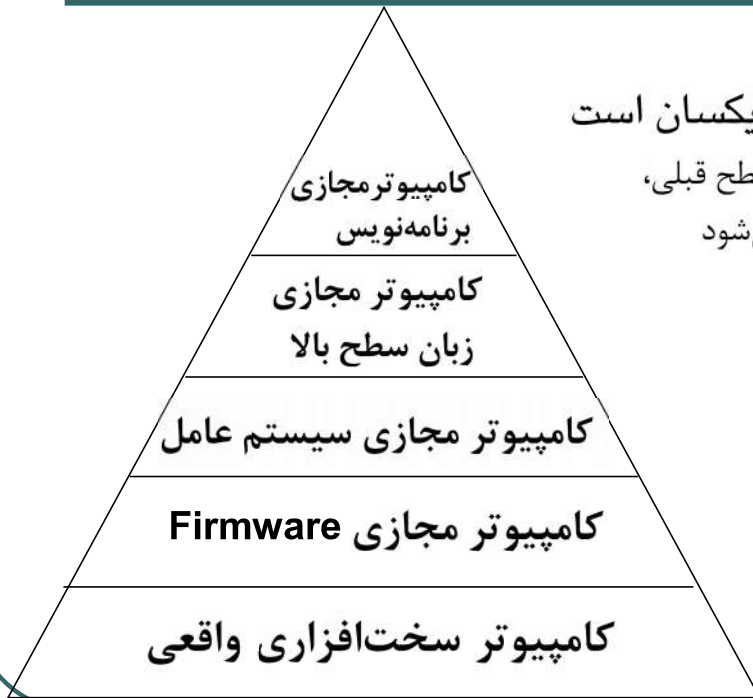 یکسان است
سطح قبلی،
شود
کامپیوترمجازی
برنامه‌نویس
کامپیوتر مجازی
زبان سطح بالا
کامپیوتر مجازی سیستم عامل
کامپیوتر مجازی Firmware
کامپیوتر سخت‌افزاری واقعی